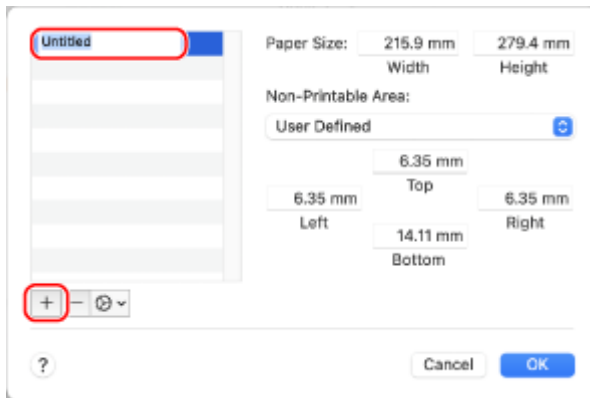 Untitled
Paper Size: 215.9 mm 279.4 mm
Width Height
Non-Printable Area:
User Defined
6.35 mm
Top
6.35 mm 6.35 mm
Left Right
14.11 mm
Bottom
+ −
? Cancel OK